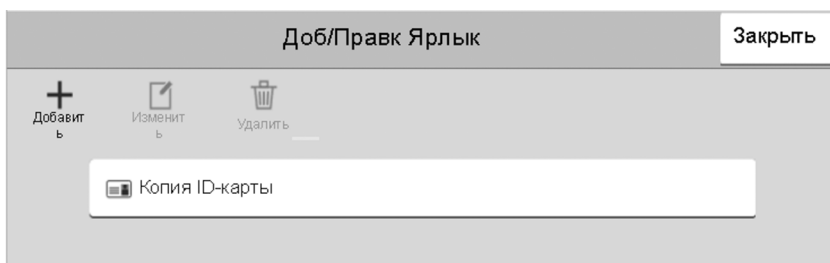 Доб/Правк Ярлык
Закрыть
Добавит
ь
Изменит
ь
Удалить
Копия ID-карты